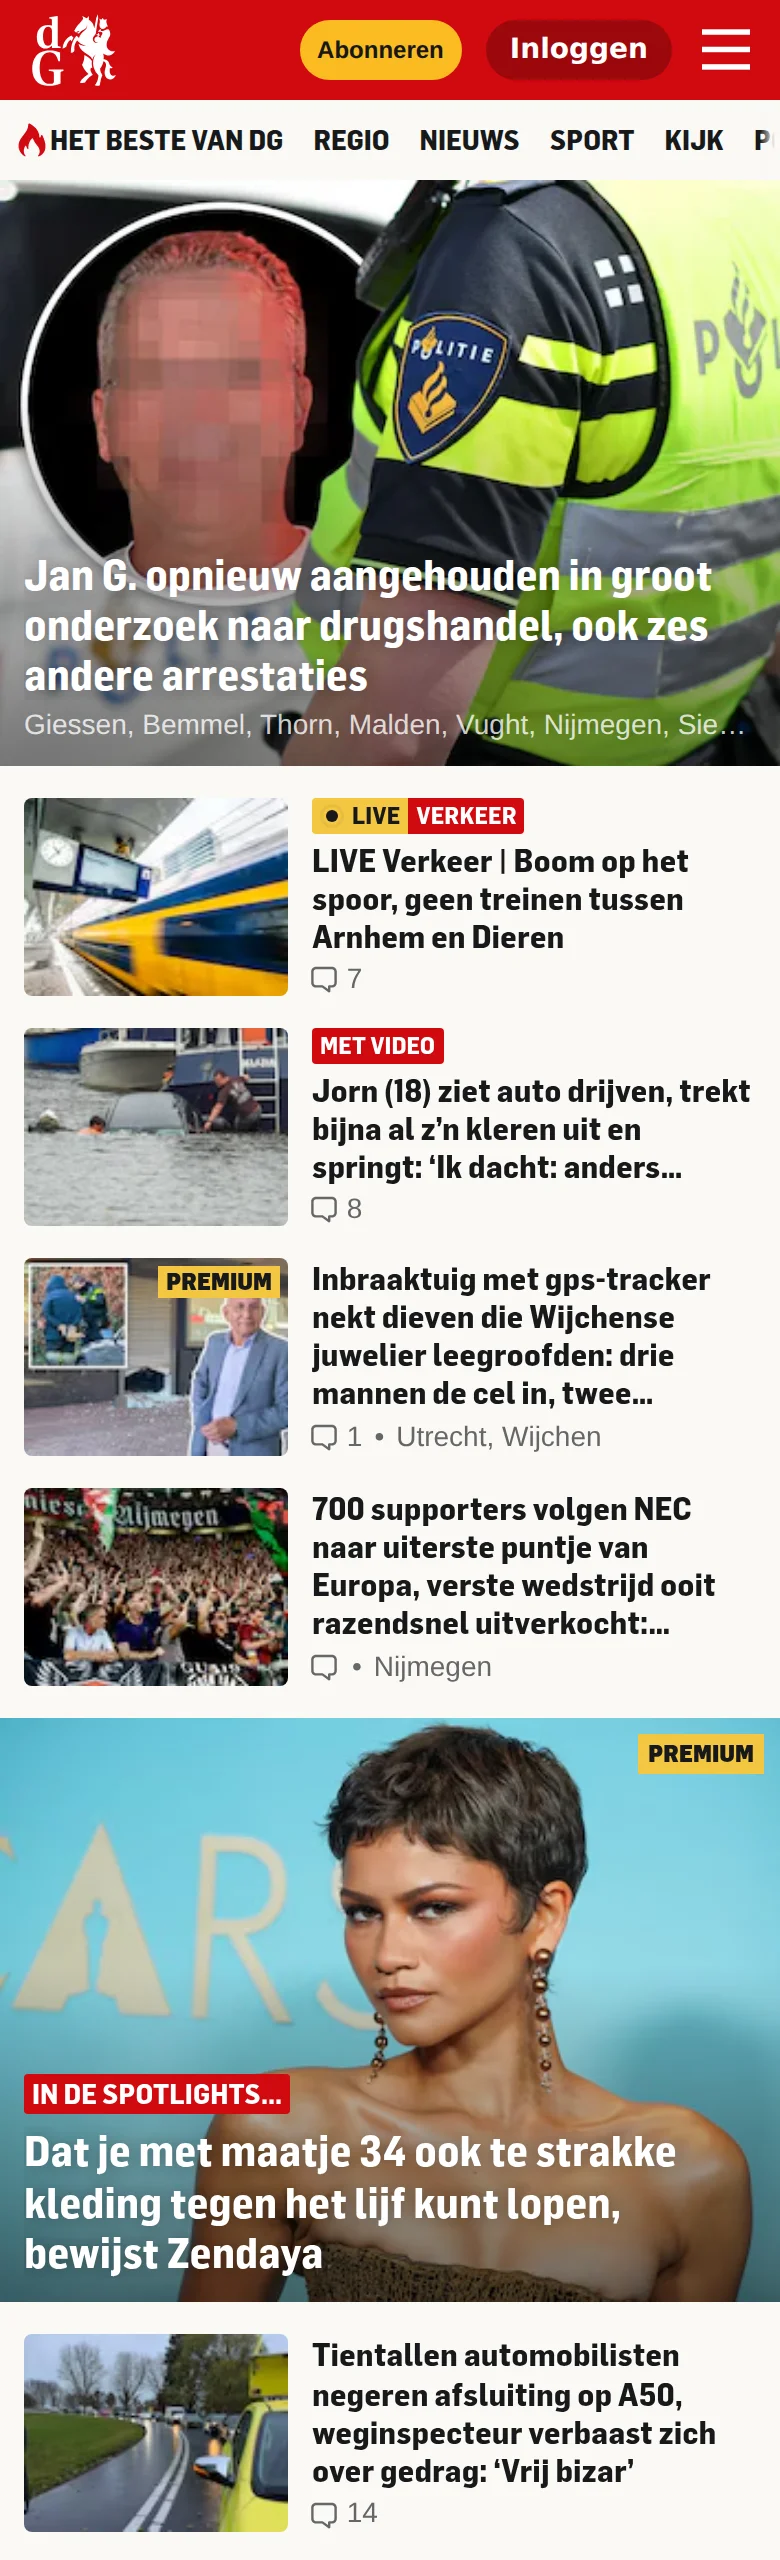 dG
Abonneren
Inloggen
HET BESTE VAN DG REGIO NIEUWS SPORT KIJK
POLITIE
Jan G. opnieuw aangehouden in groot
onderzoek naar drugshandel, ook zes
andere arrestaties
Giessen, Bemmel, Thorn, Malden, Vught, Nijmegen, Sie…
LIVE VERKEER
LIVE Verkeer | Boom op het
spoor, geen treinen tussen
Arnhem en Dieren
7
MET VIDEO
Jorn (18) ziet auto drijven, trekt
bijna al z’n kleren uit en
springt: ‘Ik dacht: anders...
8
PREMIUM
Inbraaktuig met gps-tracker
nekt dieven die Wijchense
juwelier leegroofden: drie
mannen de cel in, twee...
1 • Utrecht, Wijchen
Nijmegen
700 supporters volgen NEC
naar uiterste puntje van
Europa, verste wedstrijd ooit
razendsnel uitverkocht:...
• Nijmegen
PREMIUM
ARS
IN DE SPOTLIGHTS...
Dat je met maatje 34 ook te strakke
kleding tegen het lijf kunt lopen,
bewijst Zendaya
Tientallen automobilisten
negeren afsluiting op A50,
weginspecteur verbaast zich
over gedrag: ‘Vrij bizar’
14